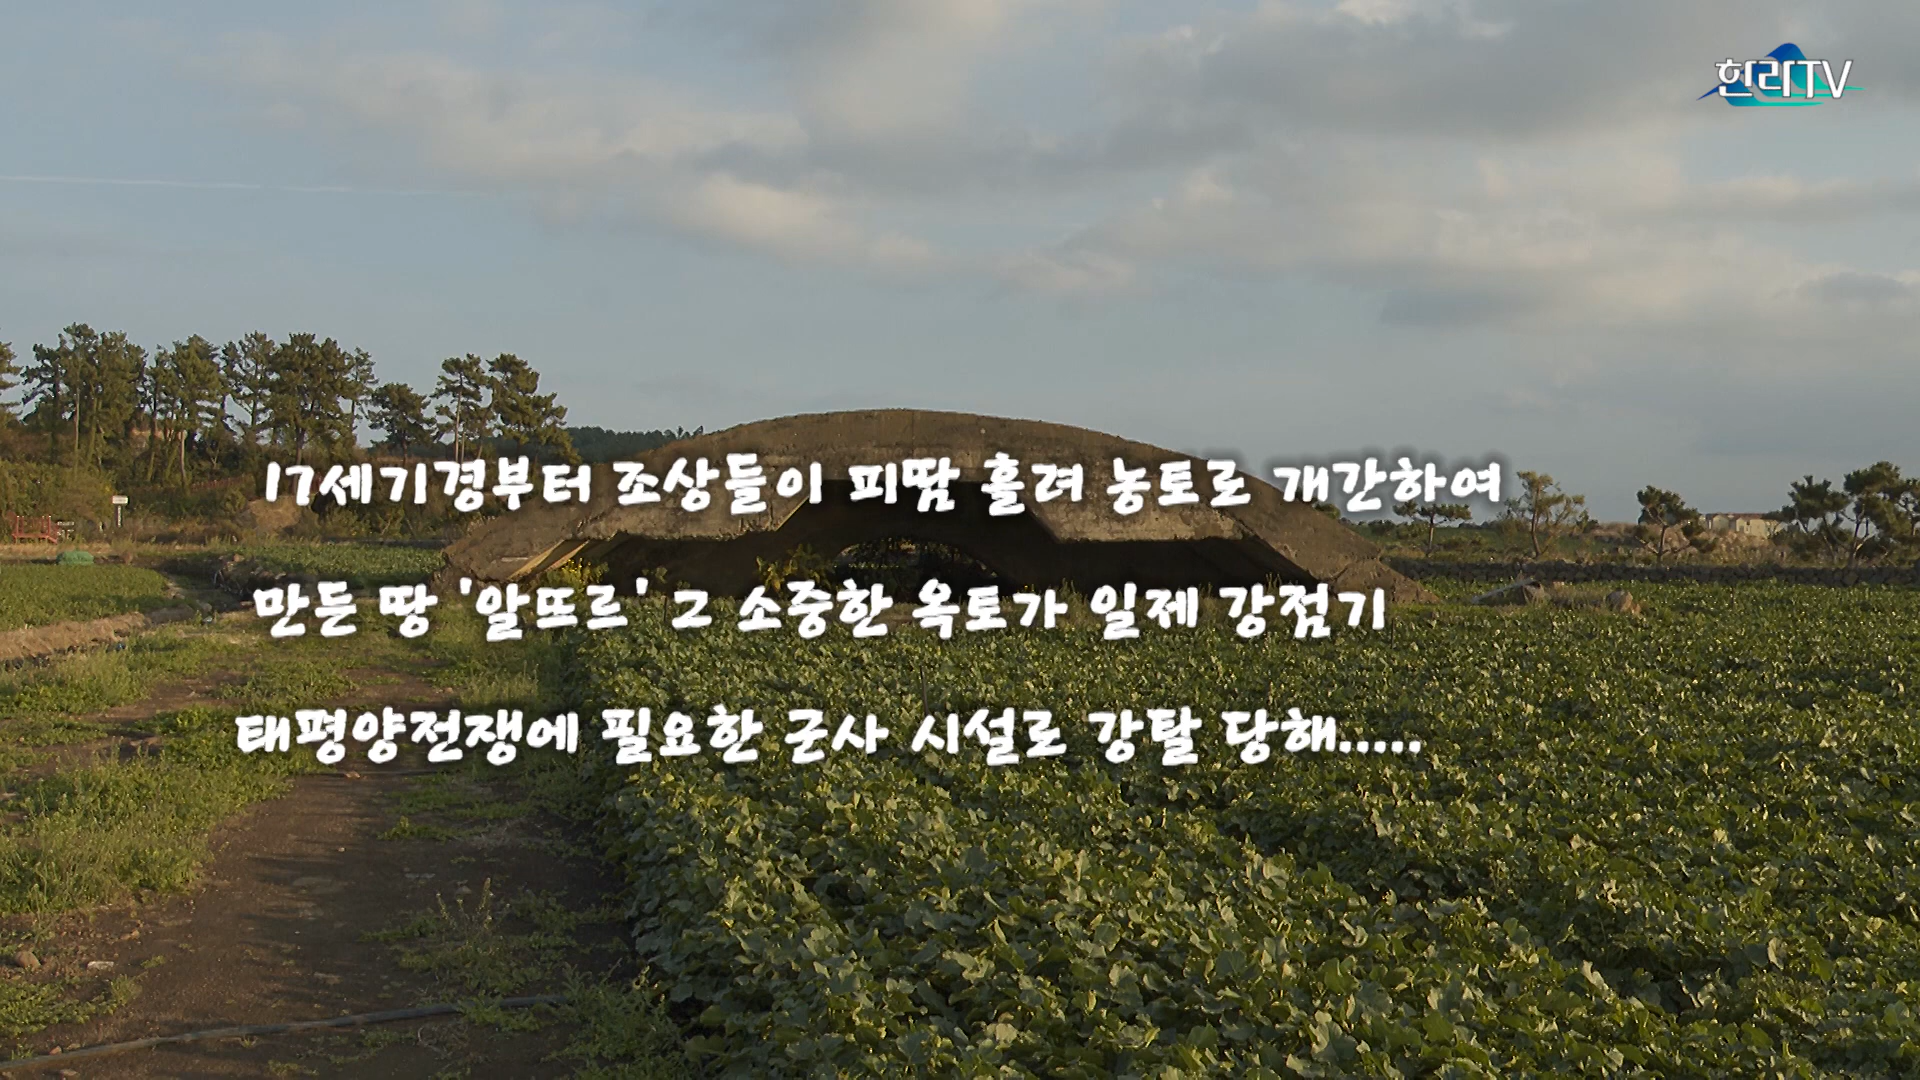 한라TV
17세기경부터 조상들이 피땀 흘려 농토로 개간하여
만든 땅 '알뜨르' 그 소중한 옥토가 일제 강점기
태평양전쟁에 필요한 군사 시설로 강탈 당해.....